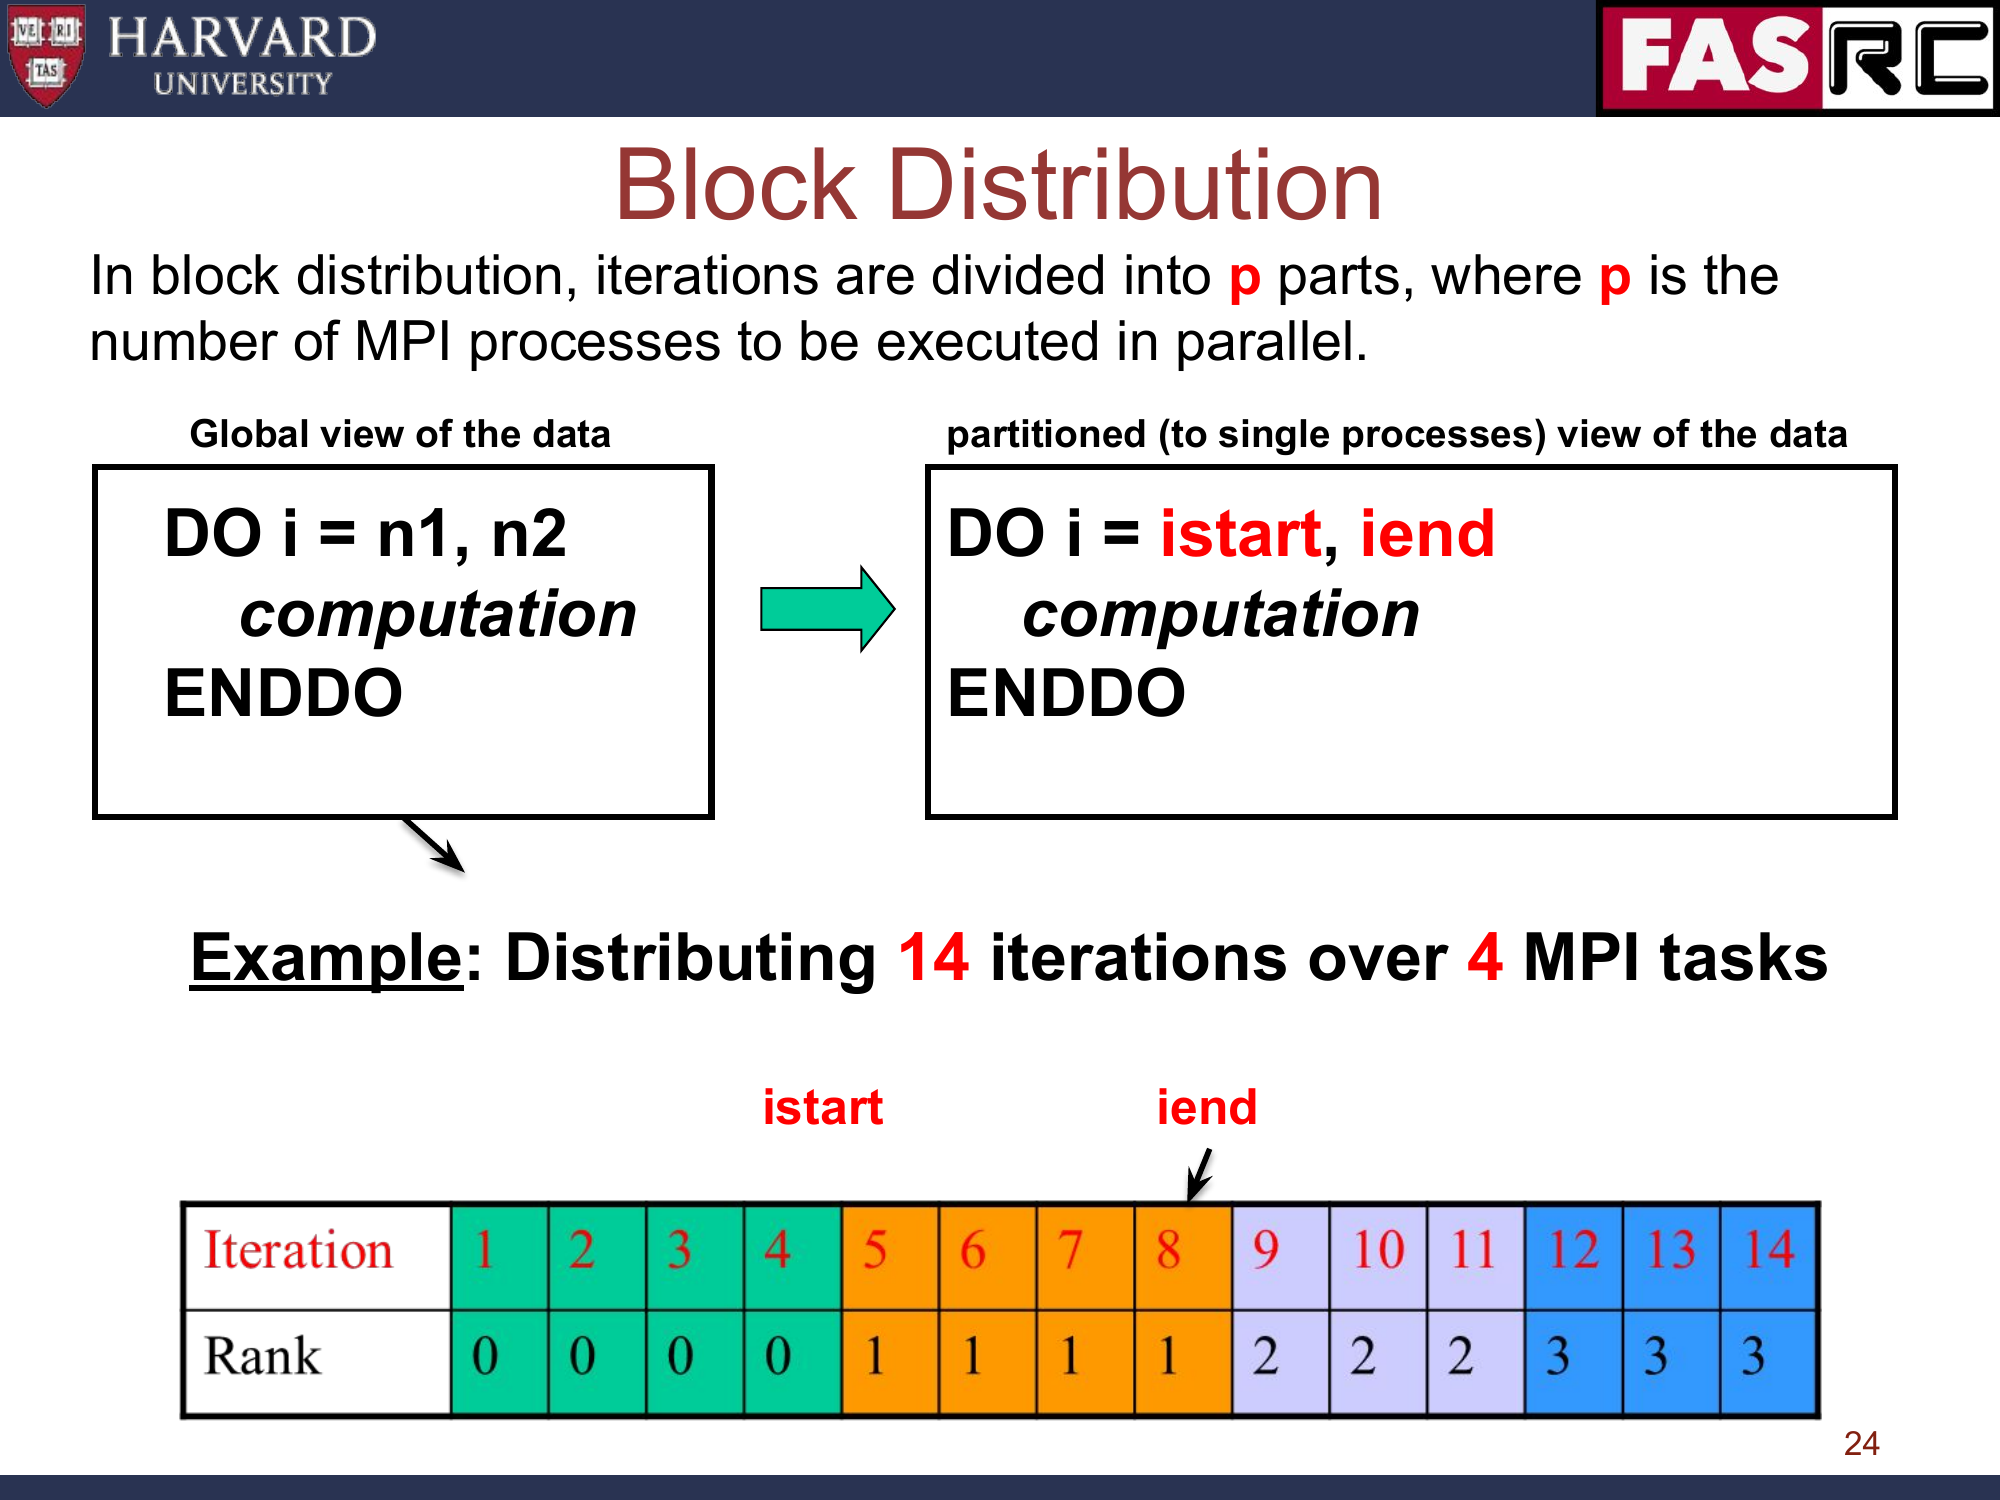 VE RI
TAS
HARVARD
UNIVERSITY
FAS RC
Block Distribution
In block distribution, iterations are divided into p parts, where p is the
number of MPI processes to be executed in parallel.
Global view of the data
DO i = n1, n2
computation
ENDDO
partitioned (to single processes) view of the data
DO i = istart, iend
computation
ENDDO
Example: Distributing 14 iterations over 4 MPI tasks
istart iend
Iteration 1 2 3 4 5 6 7 8 9 10 11 12 13 14
Rank 0 0 0 0 1 1 1 1 2 2 2 3 3 3
24